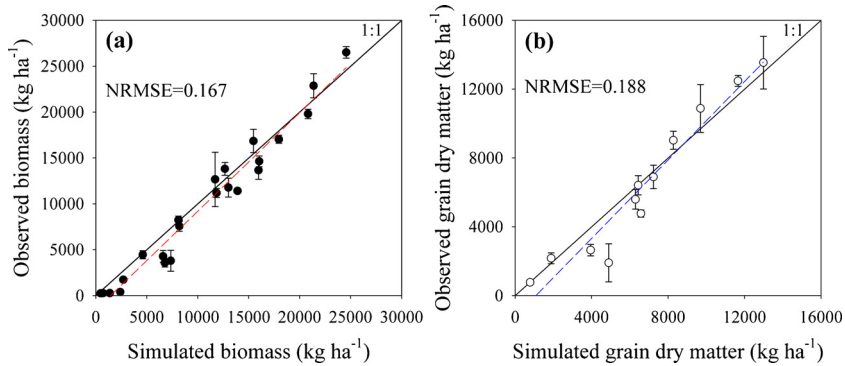 (a)
1:1
NRMSE=0.167
30000
25000
20000
15000
10000
5000
0
0 5000 10000 15000 20000 25000 30000
Observed biomass (kg ha⁻¹)
Simulated biomass (kg ha⁻¹)
(b)
1:1
NRMSE=0.188
16000
12000
8000
4000
0
0 4000 8000 12000 16000
Observed grain dry matter (kg ha⁻¹)
Simulated grain dry matter (kg ha⁻¹)